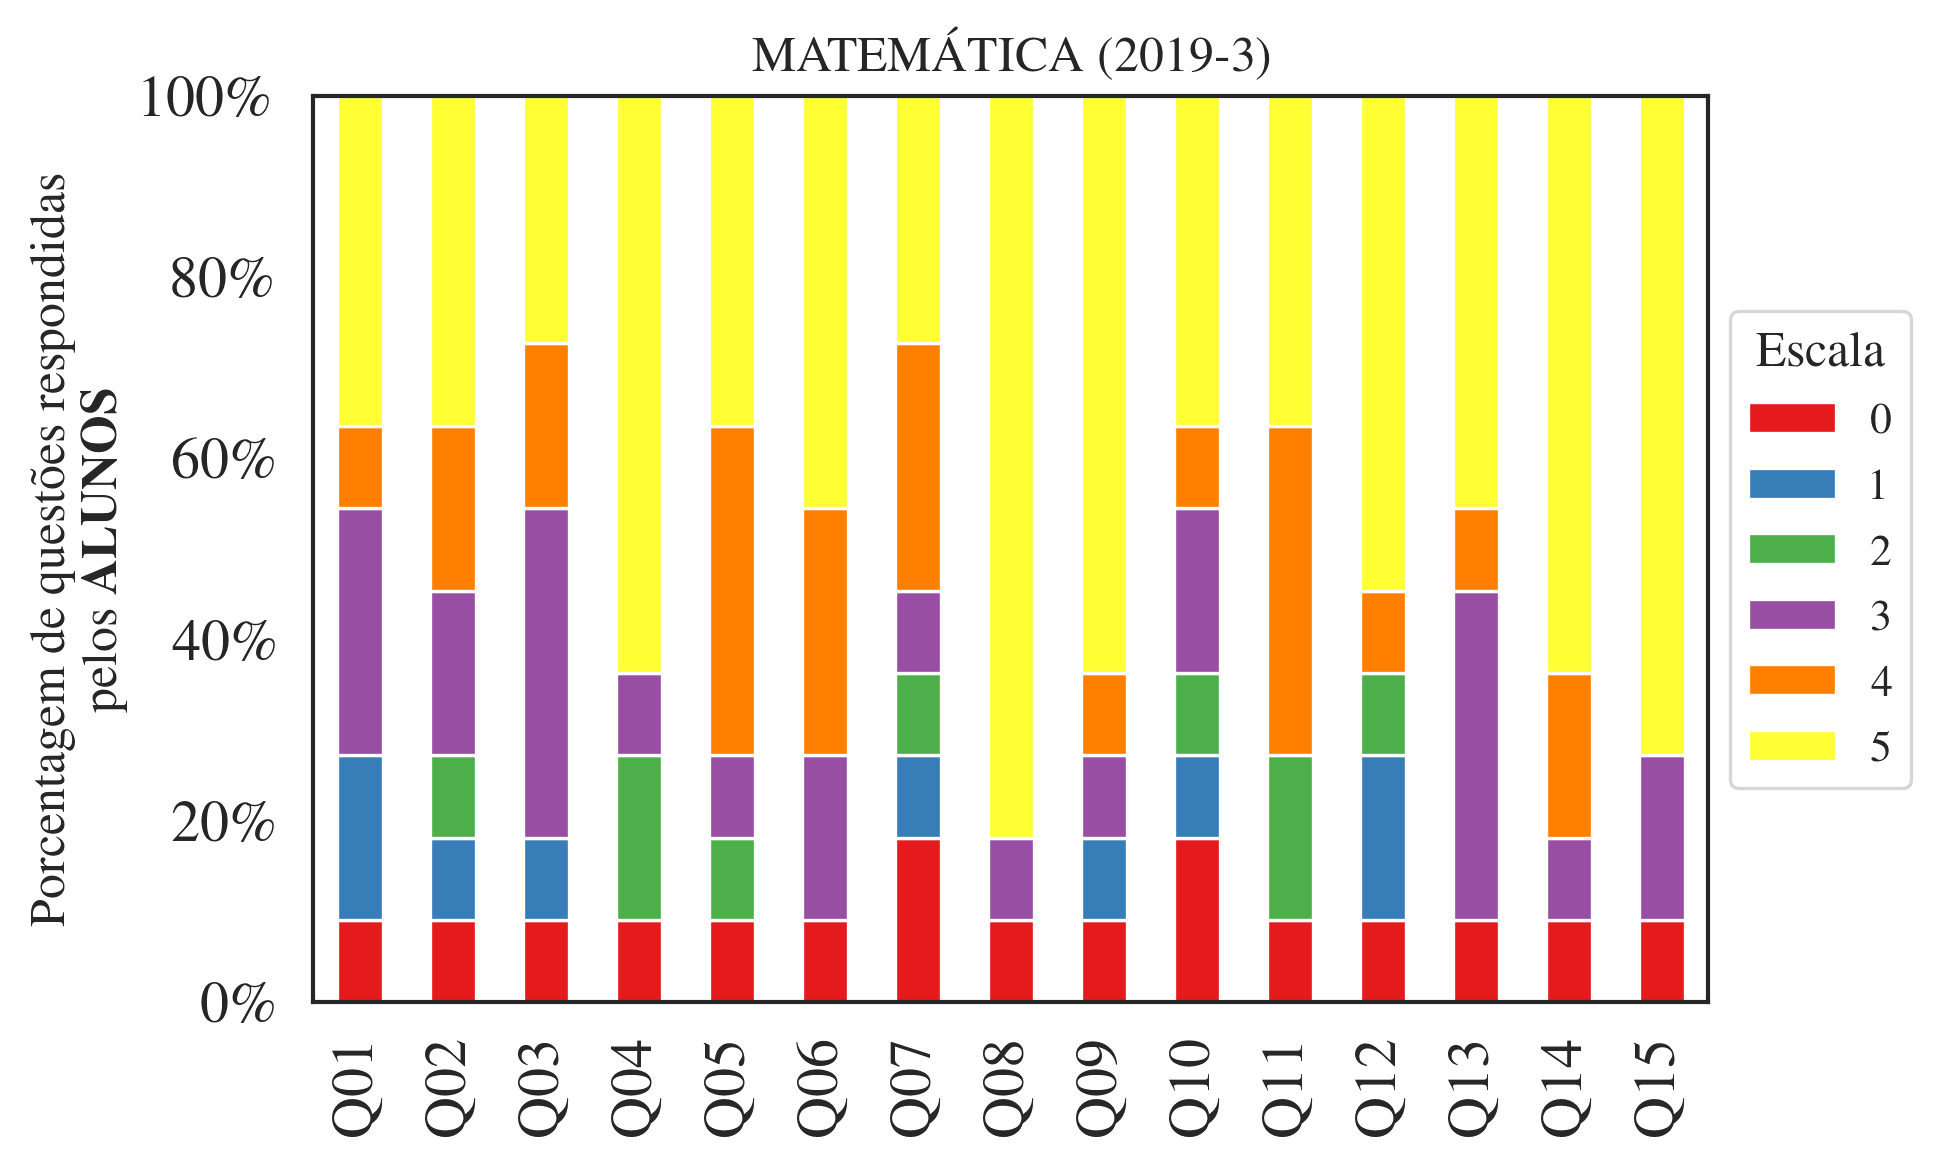 MATEMÁTICA (2019-3)
Porcentagem de questões respondidas
pelos ALUNOS
100%
80%
60%
40%
20%
0%
Q01
Q02
Q03
Q04
Q05
Q06
Q07
Q08
Q09
Q10
Q11
Q12
Q13
Q14
Q15
Escala
0
1
2
3
4
5